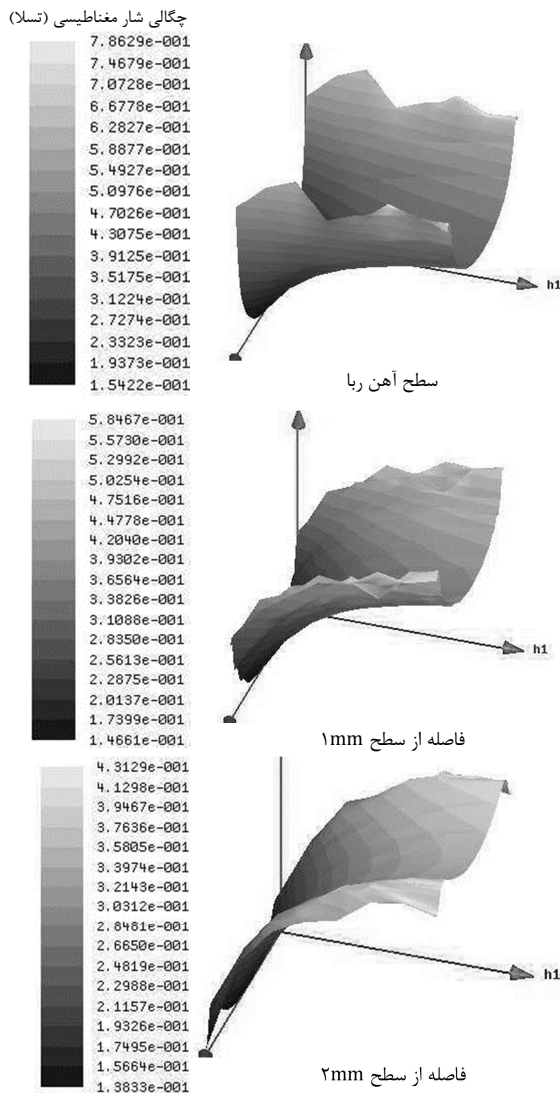 چگالی شار مغناطیسی (تسلا)
7.8629e-001
7.4679e-001
7.0728e-001
6.6778e-001
6.2827e-001
5.8877e-001
5.4927e-001
5.0976e-001
4.7026e-001
4.3075e-001
3.9125e-001
3.5175e-001
3.1224e-001
2.7274e-001
2.3323e-001
1.9373e-001
1.5422e-001
h1
سطح آهن ربا
5.8467e-001
5.5730e-001
5.2992e-001
5.0254e-001
4.7516e-001
4.4778e-001
4.2040e-001
3.9302e-001
3.6564e-001
3.3826e-001
3.1088e-001
2.8350e-001
2.5613e-001
2.2875e-001
2.0137e-001
1.7399e-001
1.4661e-001
h1
فاصله از سطح ۱mm
4.3129e-001
4.1298e-001
3.9467e-001
3.7636e-001
3.5805e-001
3.3974e-001
3.2143e-001
3.0312e-001
2.8481e-001
2.6650e-001
2.4819e-001
2.2988e-001
2.1157e-001
1.9326e-001
1.7495e-001
1.5664e-001
1.3833e-001
h1
فاصله از سطح ۲mm